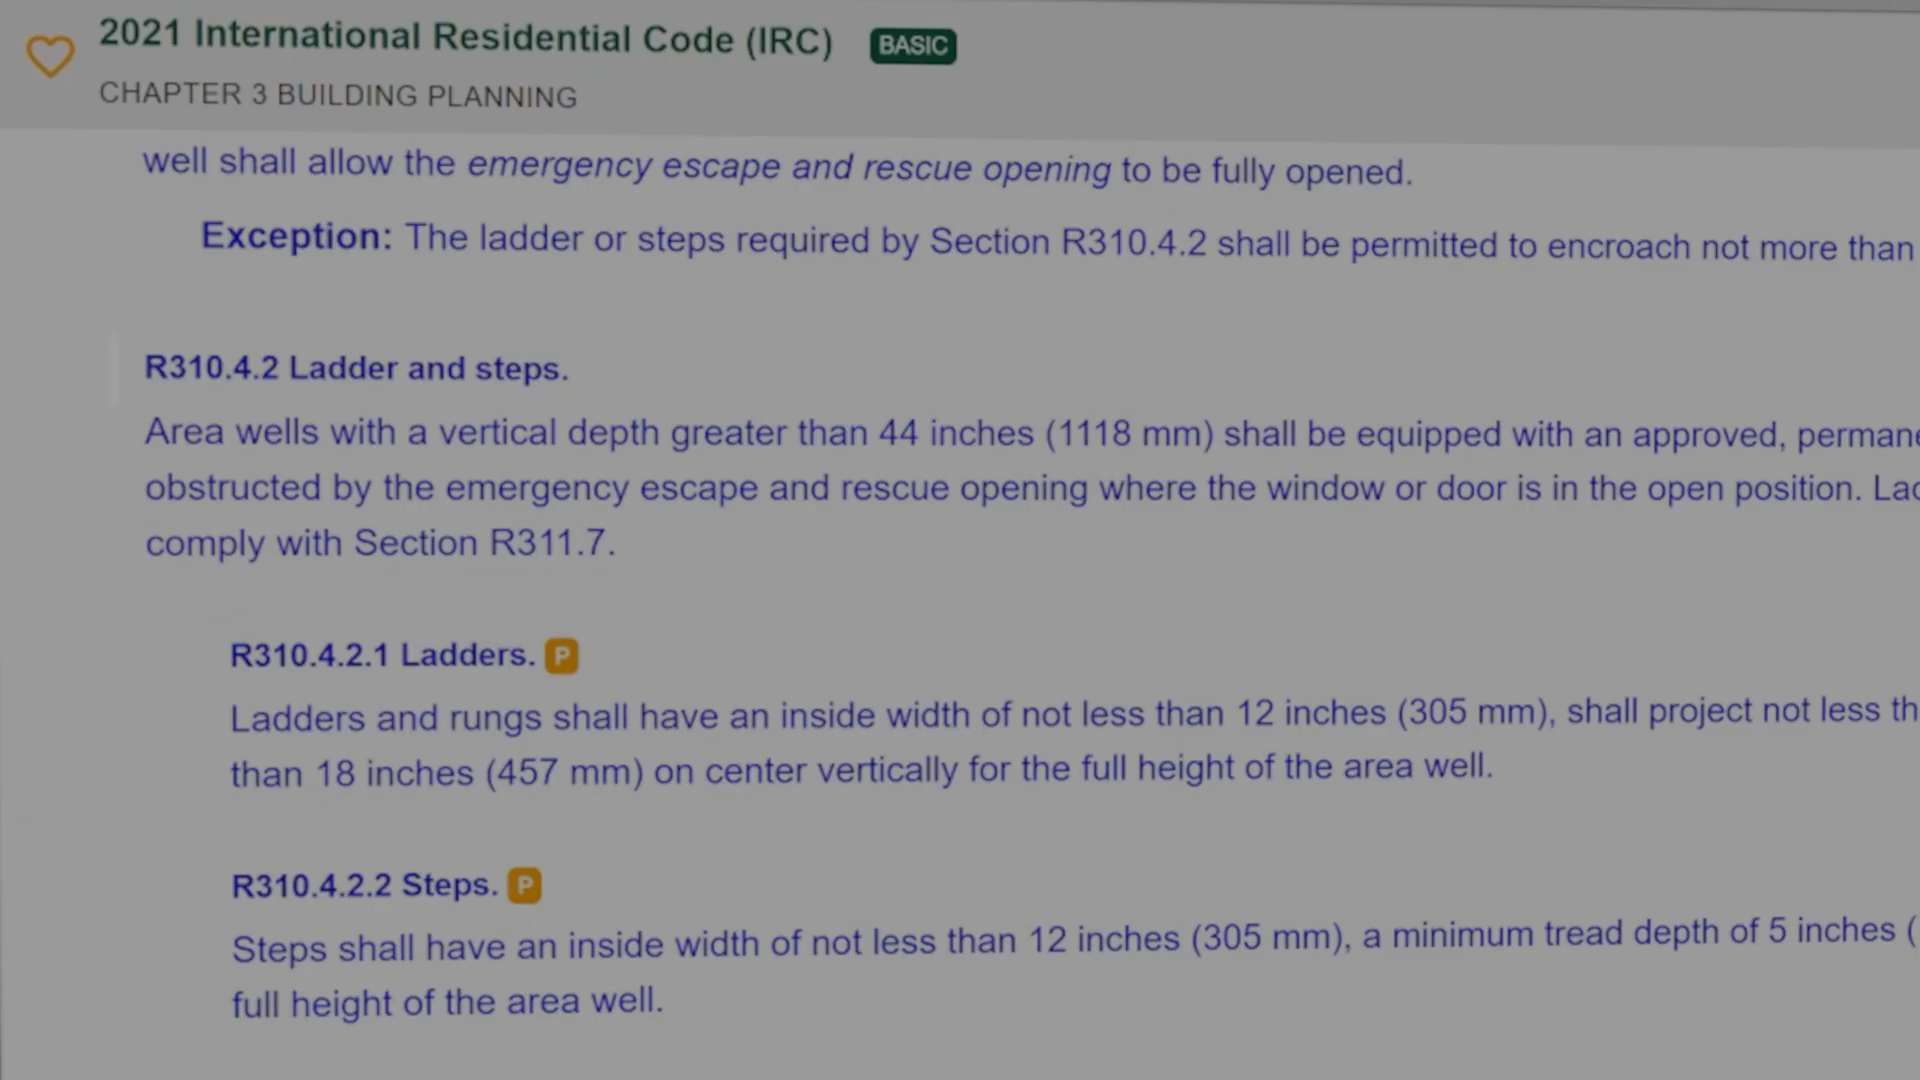 2021 International Residential Code (IRC) BASIC
CHAPTER 3 BUILDING PLANNING
well shall allow the emergency escape and rescue opening to be fully opened.
Exception: The ladder or steps required by Section R310.4.2 shall be permitted to encroach not more than
R310.4.2 Ladder and steps.
Area wells with a vertical depth greater than 44 inches (1118 mm) shall be equipped with an approved,
obstructed by the emergency escape and rescue opening where the window or door is in the open position.
comply with Section R311.7.
R310.4.2.1 Ladders. P
Ladders and rungs shall have an inside width of not less than 12 inches (305 mm), shall project not less
than 18 inches (457 mm) on center vertically for the full height of the area well.
R310.4.2.2 Steps. P
Steps shall have an inside width of not less than 12 inches (305 mm), a minimum tread depth of 5 inches (
full height of the area well.